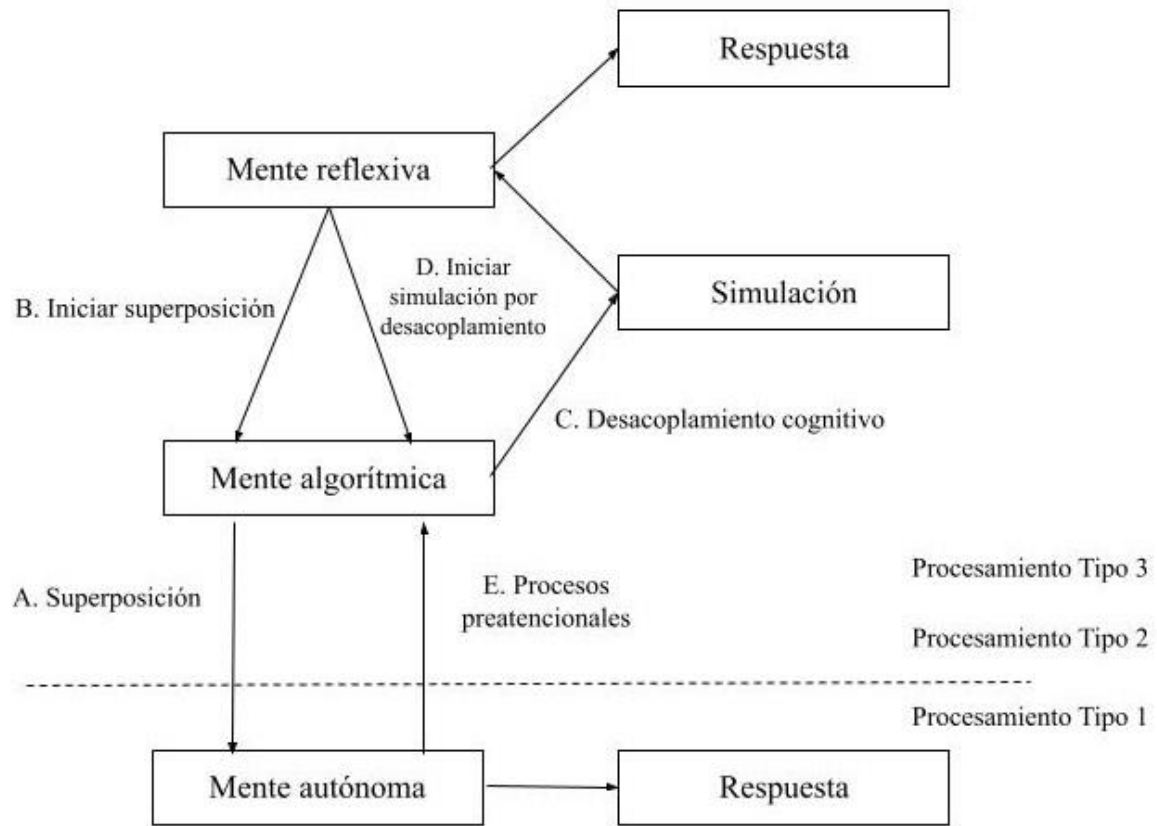 Respuesta
Mente reflexiva
D. Iniciar
simulación por
desacoplamiento
B. Iniciar superposición
Simulación
C. Desacoplamiento cognitivo
Mente algorítmica
Procesamiento Tipo 3
A. Superposición
E. Procesos
preatencionales
Procesamiento Tipo 2
Procesamiento Tipo 1
Mente autónoma
Respuesta